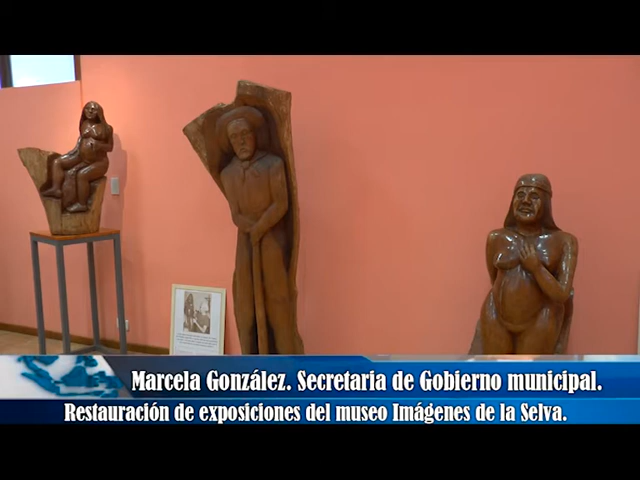 Marcela González. Secretaria de Gobierno municipal.
Restauración de exposiciones del museo Imágenes de la Selva.